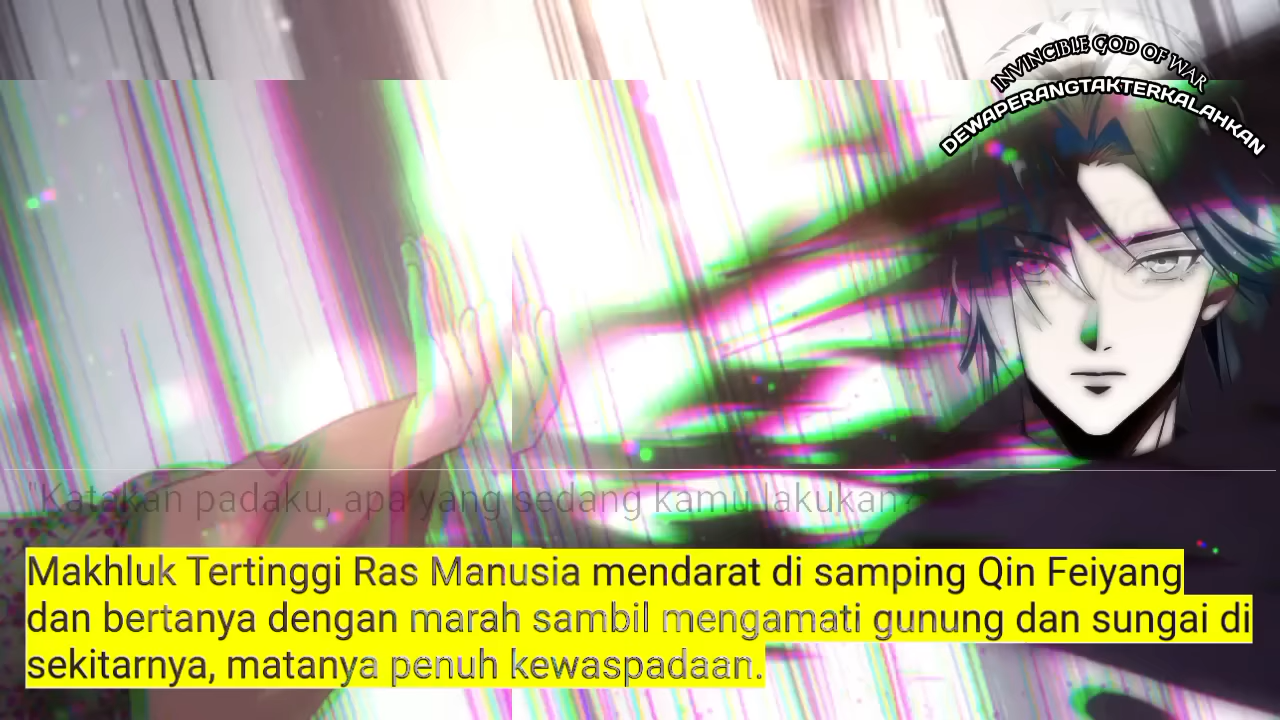 INVINCIBLE GOD OF WAR
DEWAPERANGTAKTERKALAHKAN
"Katakan padaku, apa yang sedang kamu lakukan?
Makhluk Tertinggi Ras Manusia mendarat di samping Qin Feiyang
dan bertanya dengan marah sambil mengamati gunung dan sungai di
sekitarnya, matanya penuh kewaspadaan.